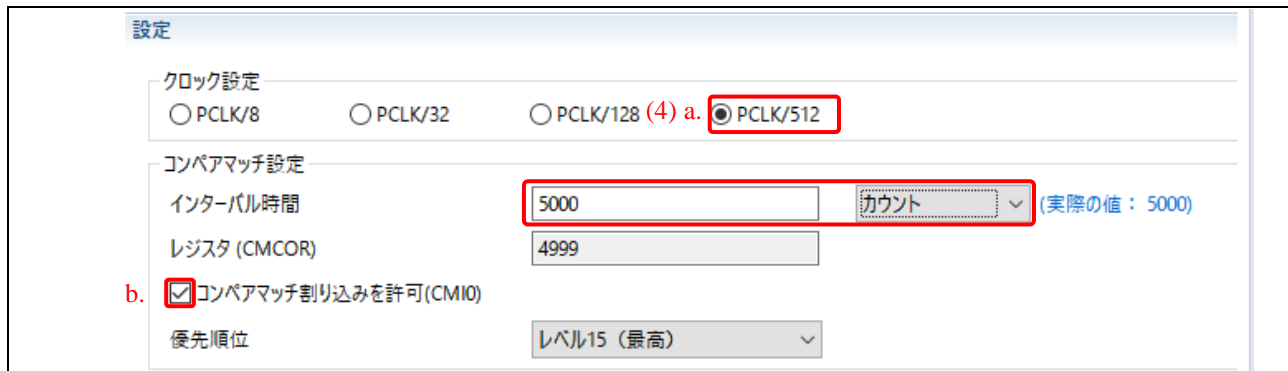 設定
クロック設定
PCLK/8 PCLK/32 PCLK/128 (4) a. PCLK/512
コンペアマッチ設定
インターバル時間 5000 カウント (実際の値： 5000)
レジスタ (CMCOR) 4999
b. コンペアマッチ割り込みを許可(CMI0)
優先順位 レベル15（最高）